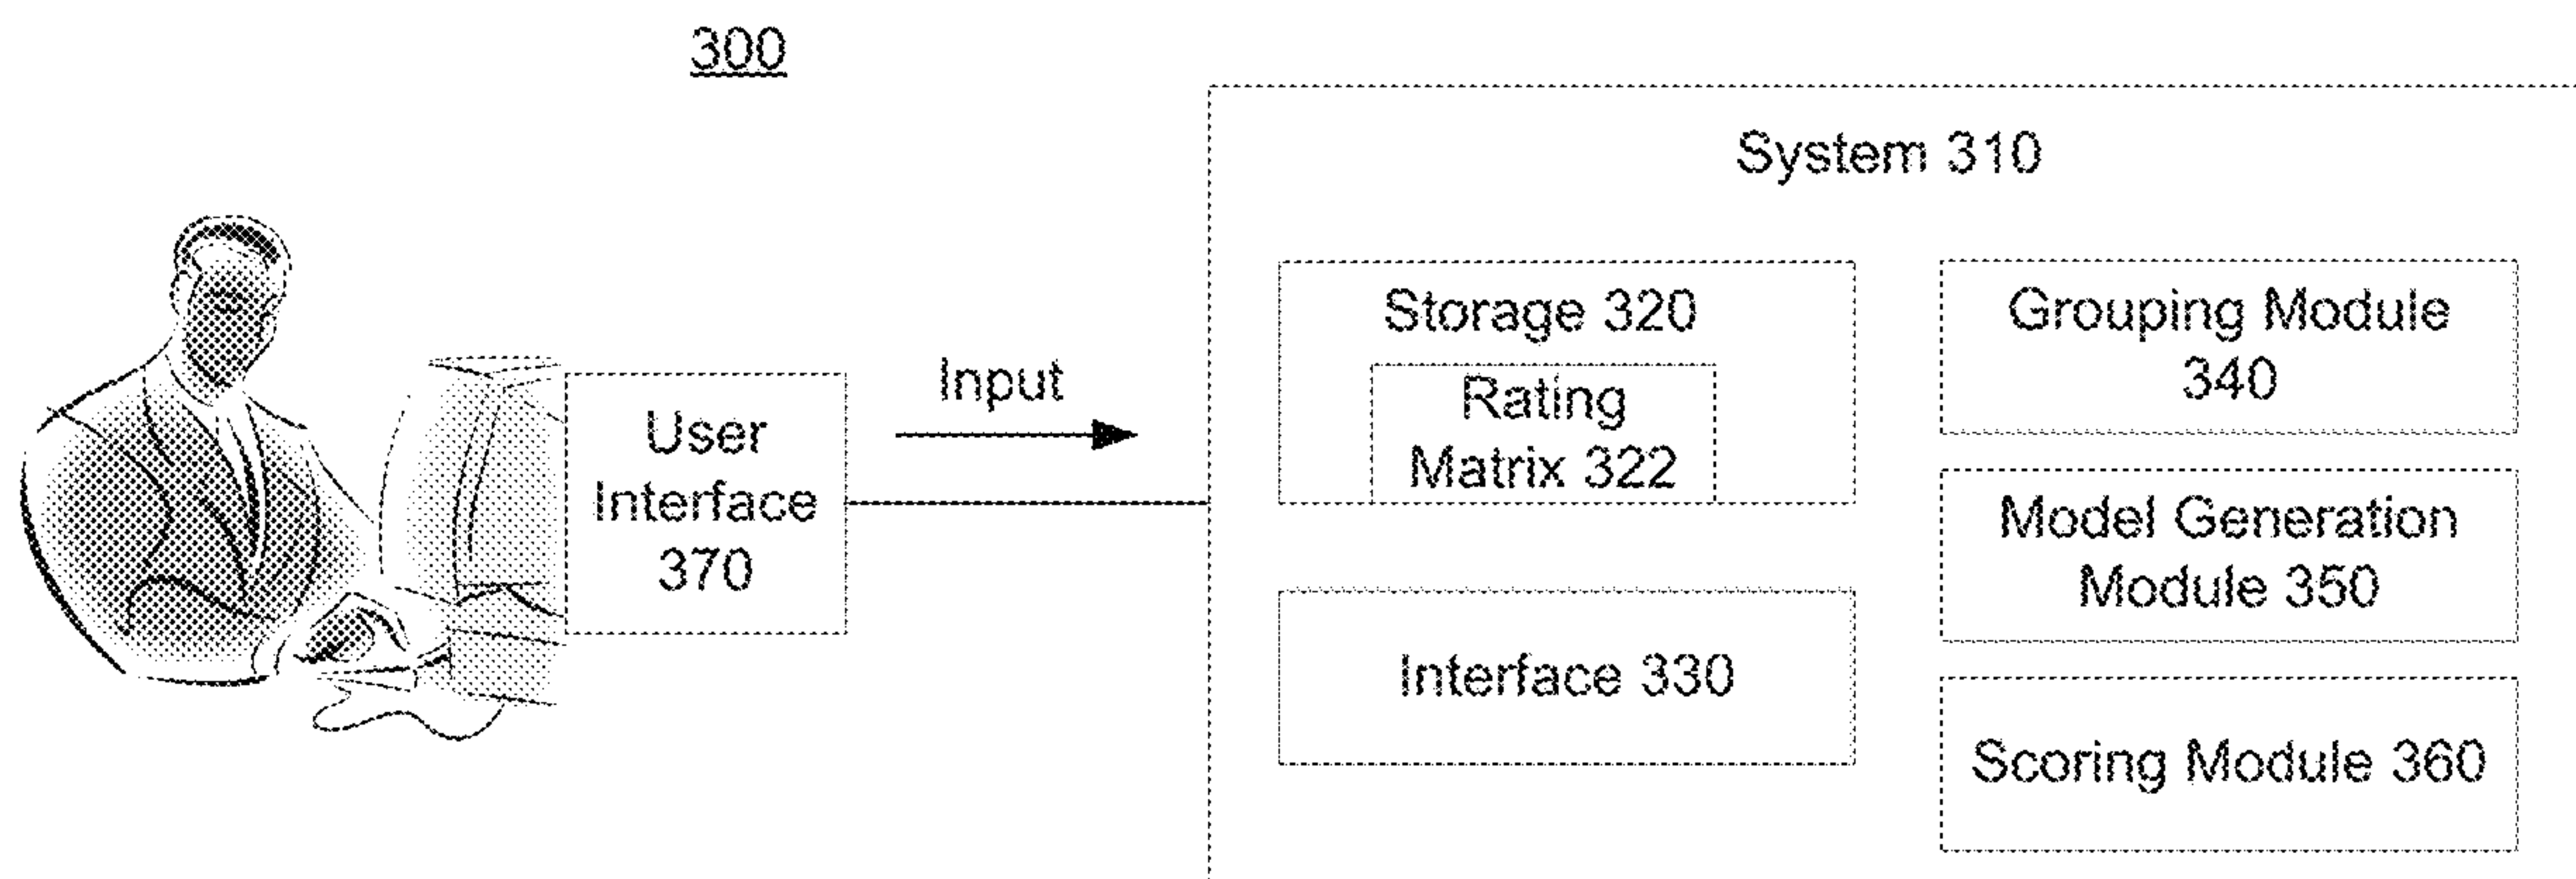 300
System 310
Storage 320
Rating
Matrix 322
Grouping Module
340
User
Interface
370
Input
Model Generation
Module 350
Interface 330
Scoring Module 360